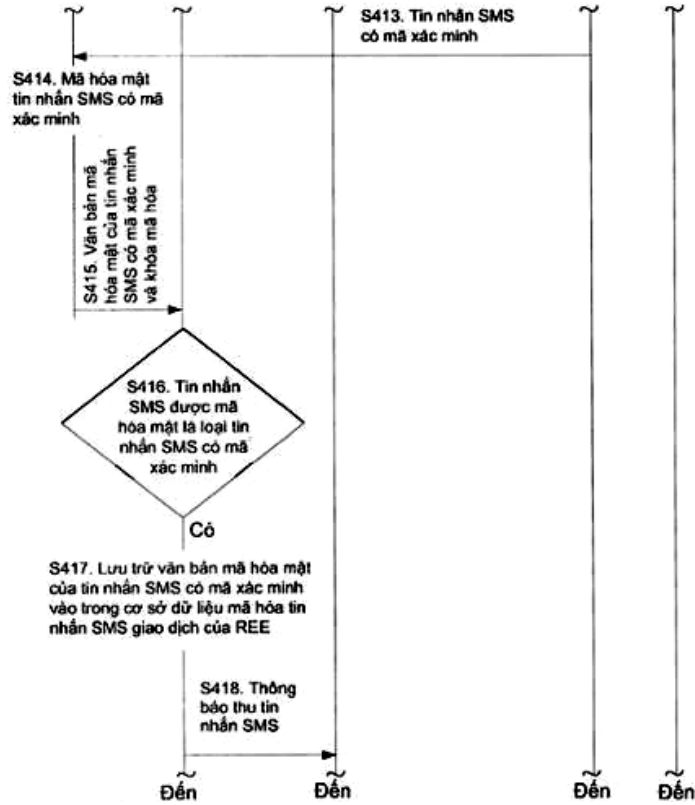 S413. Tin nhắn SMS
có mã xác minh
S414. Mã hóa mật
tin nhắn SMS có mã
xác minh
S415. Văn bản mã
hóa mật của tin nhắn
SMS có mã xác minh
và khóa mã hóa
S416. Tin nhắn
SMS được mã
hóa mật là loại tin
nhắn SMS có mã
xác minh
Có
S417. Lưu trữ văn bản mã hóa mật
của tin nhắn SMS có mã xác minh
vào trong cơ sở dữ liệu mã hóa tin
nhắn SMS giao dịch của REE
S418. Thông
báo thu tin
nhắn SMS
Đến
Đến
Đến
Đến